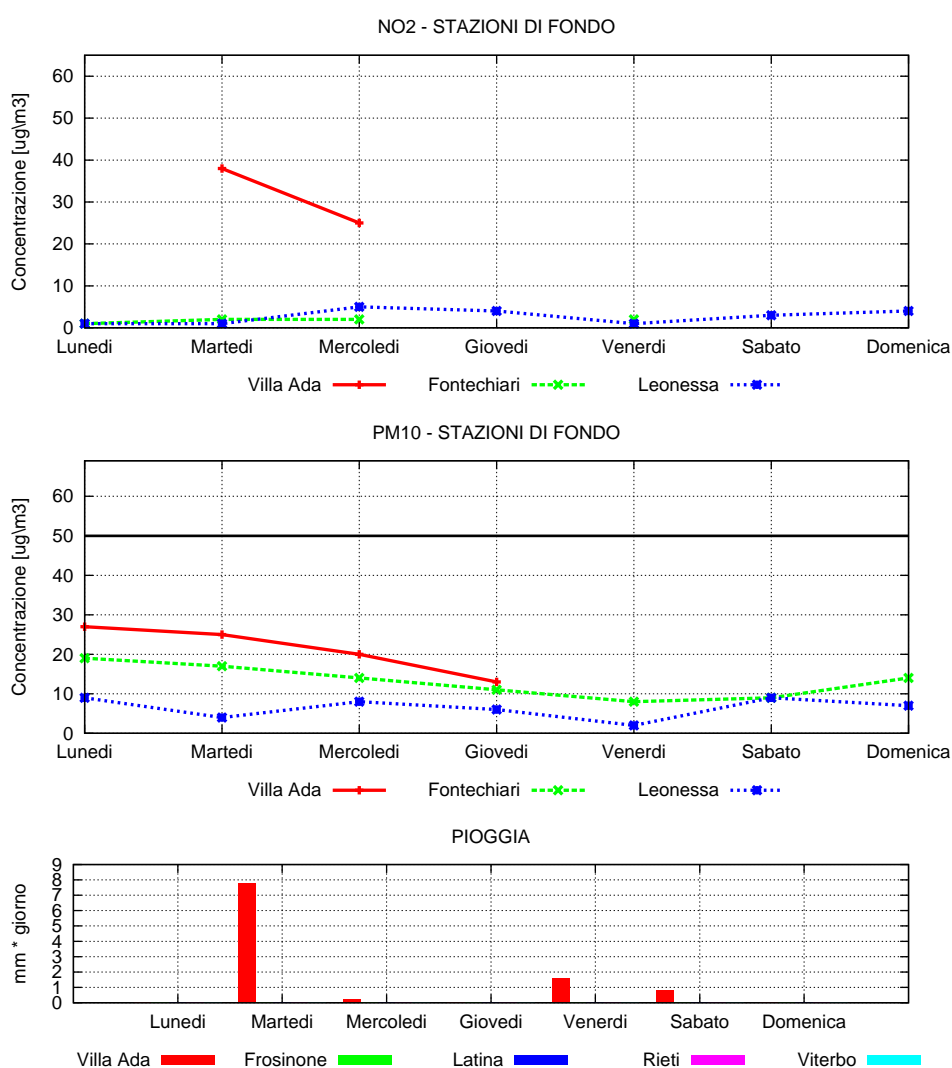 NO2 - STAZIONI DI FONDO
Concentrazione [ug\m3]
60
50
40
30
20
10
0
Lunedi Martedi Mercoledi Giovedi Venerdi Sabato Domenica
Villa Ada Fontechiari Leonessa
PM10 - STAZIONI DI FONDO
Concentrazione [ug\m3]
60
50
40
30
20
10
0
Lunedi Martedi Mercoledi Giovedi Venerdi Sabato Domenica
Villa Ada Fontechiari Leonessa
PIOGGIA
mm * giorno
9
8
7
6
5
4
3
2
1
0
Lunedi Martedi Mercoledi Giovedi Venerdi Sabato Domenica
Villa Ada Frosinone Latina Rieti Viterbo